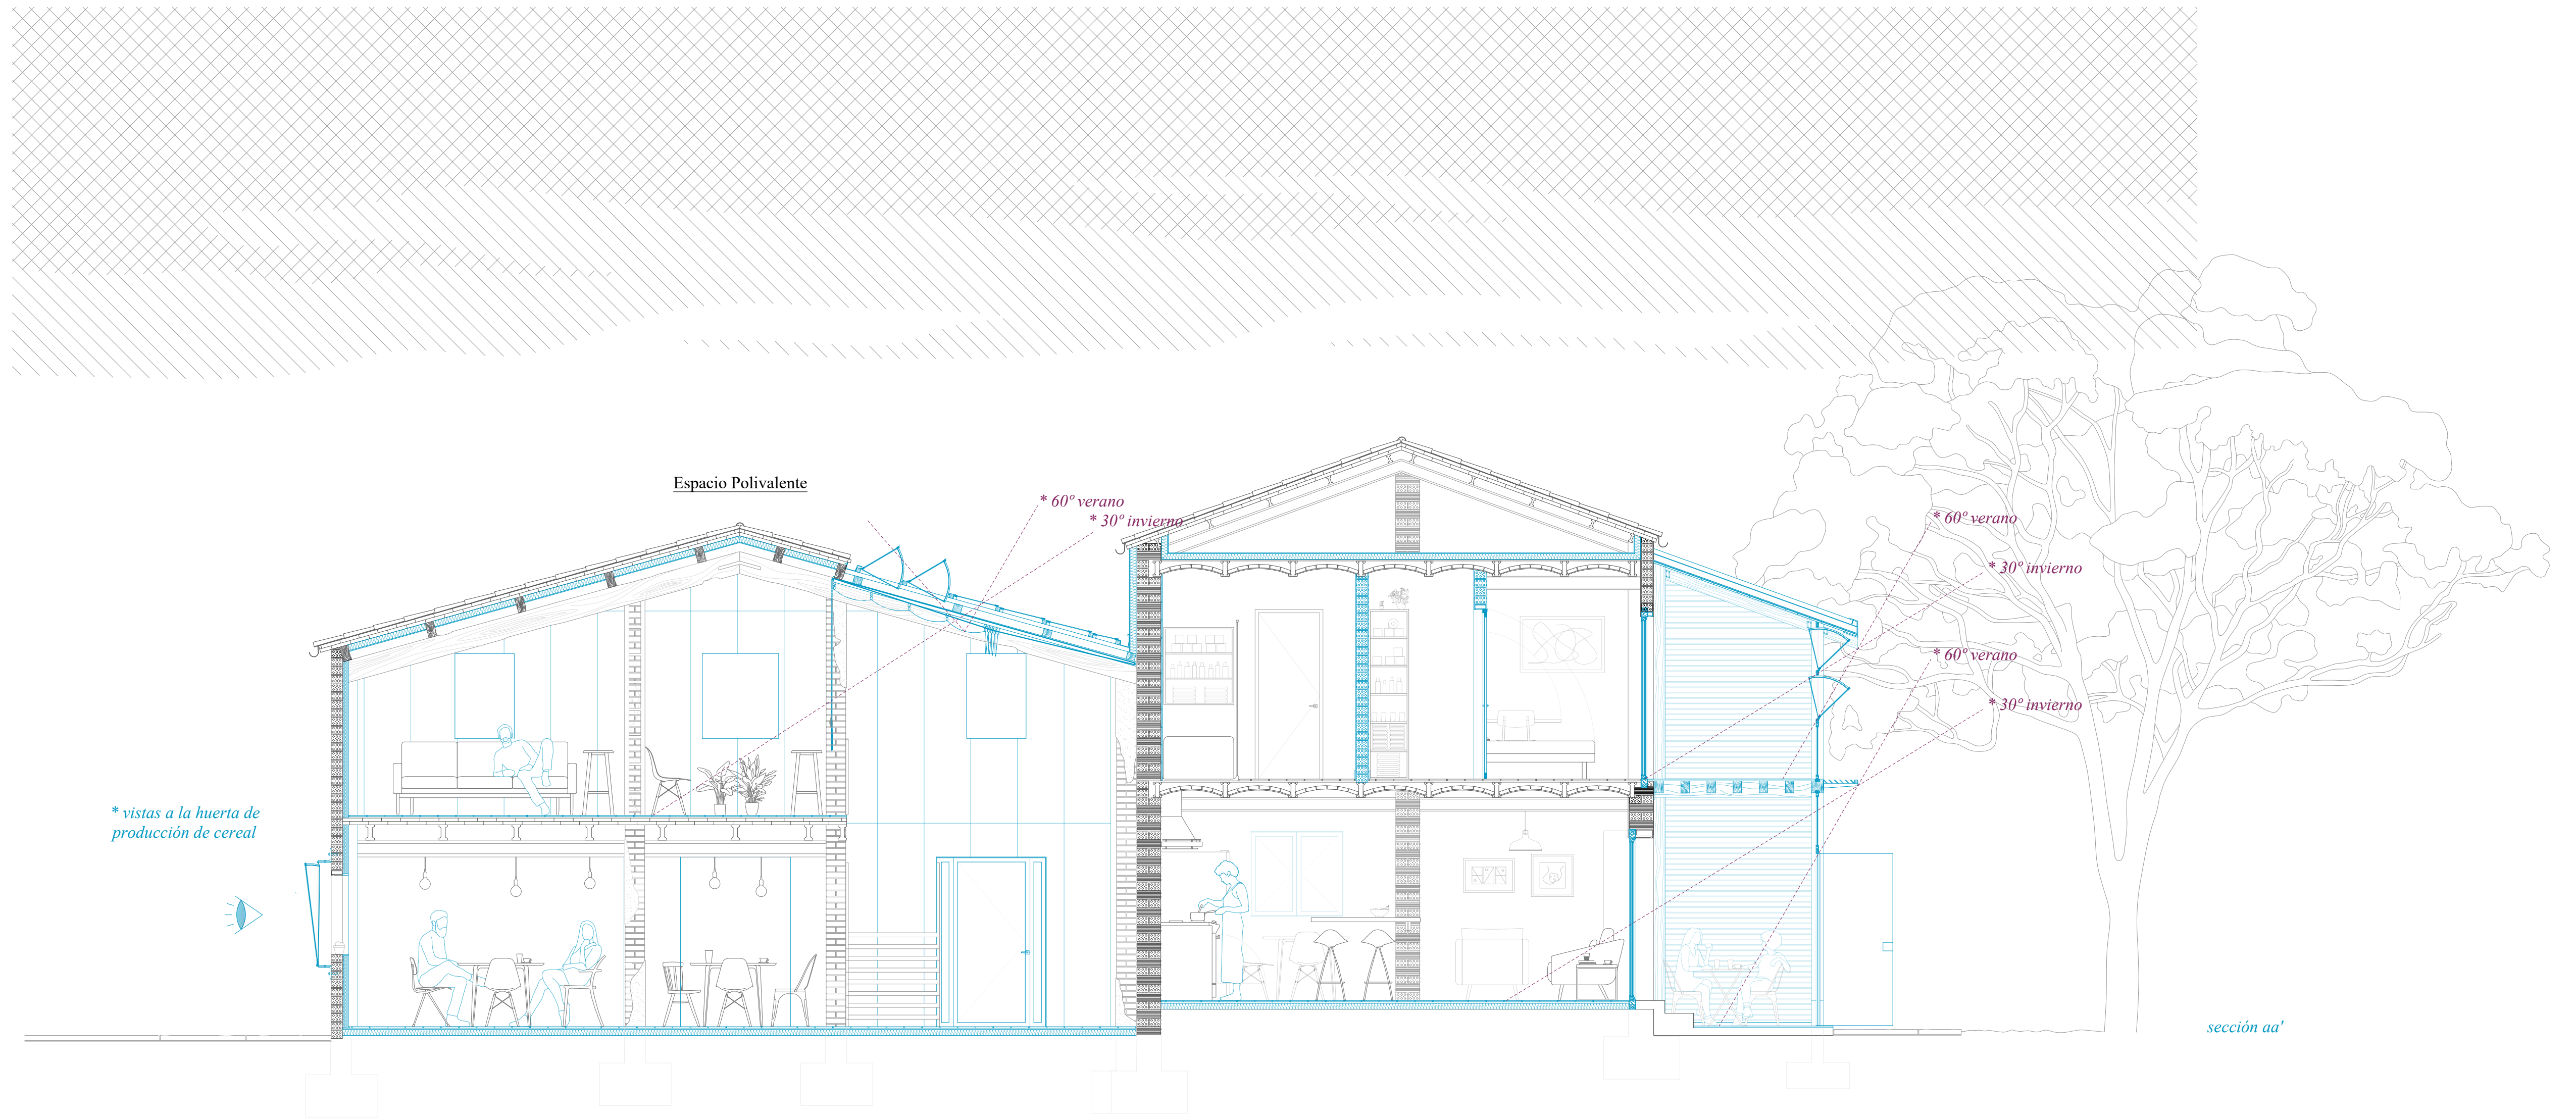 Espacio Polivalente
* 60º verano
* 30º invierno
* 60º verano
* 30º invierno
* 60º verano
* 30º invierno
* vistas a la huerta de
producción de cereal
sección aa'